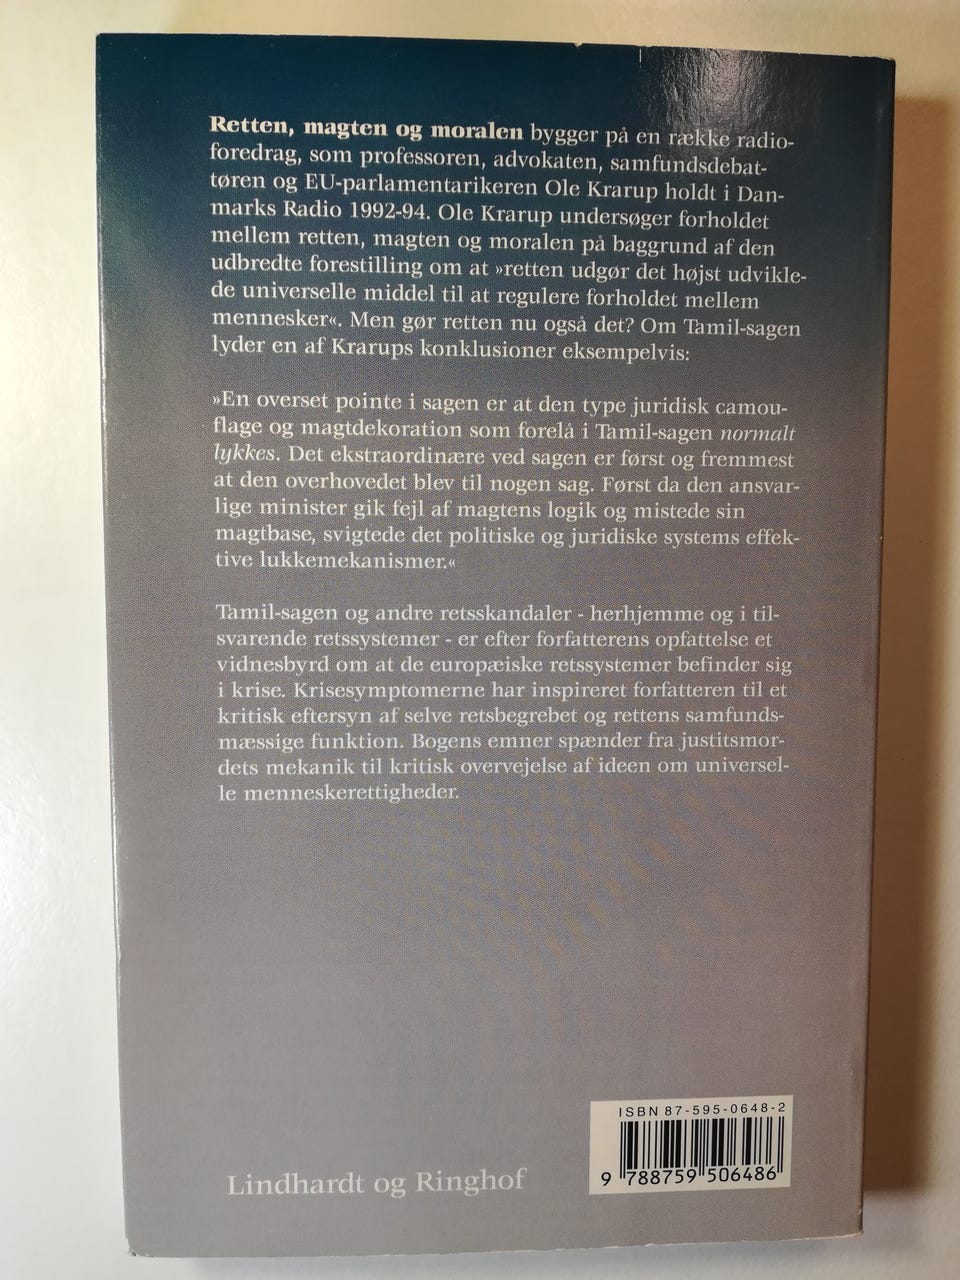 Retten, magten og moralen bygger på en række radio-
foredrag, som professoren, advokaten, samfundsdebat-
tøren og EU-parlamentarikeren Ole Krarup holdt i Dan-
marks Radio 1992-94. Ole Krarup undersøger forholdet
mellem retten, magten og moralen på baggrund af den
udbredte forestilling om at »retten udgør det højst udvikle-
de universelle middel til at regulere forholdet mellem
mennesker«. Men gør retten nu også det? Om Tamil-sagen
lyder en af Krarups konklusioner eksempelvis:
»En overset pointe i sagen er at den type juridisk camou-
flage og magtdekoration som forelå i Tamil-sagen normalt
lykkes. Det ekstraordinære ved sagen er først og fremmest
at den overhovedet blev til nogen sag. Først da den ansvar-
lige minister gik fejl af magtens logik og mistede sin
magtbase, svigtede det politiske og juridiske systems effek-
tive lukkemekanismer.«
Tamil-sagen og andre retsskandaler - herhjemme og i til-
svarende retssystemer - er efter forfatterens opfattelse et
vidnesbyrd om at de europæiske retssystemer befinder sig
i krise. Krisesymptomerne har inspireret forfatteren til et
kritisk eftersyn af selve retsbegrebet og rettens samfunds-
mæssige funktion. Bogens emner spænder fra justitsmor-
dets mekanik til kritisk overvejelse af ideen om universel-
le menneskerettigheder.
ISBN 87-595-0648-2
9 788759 506486
Lindhardt og Ringhof